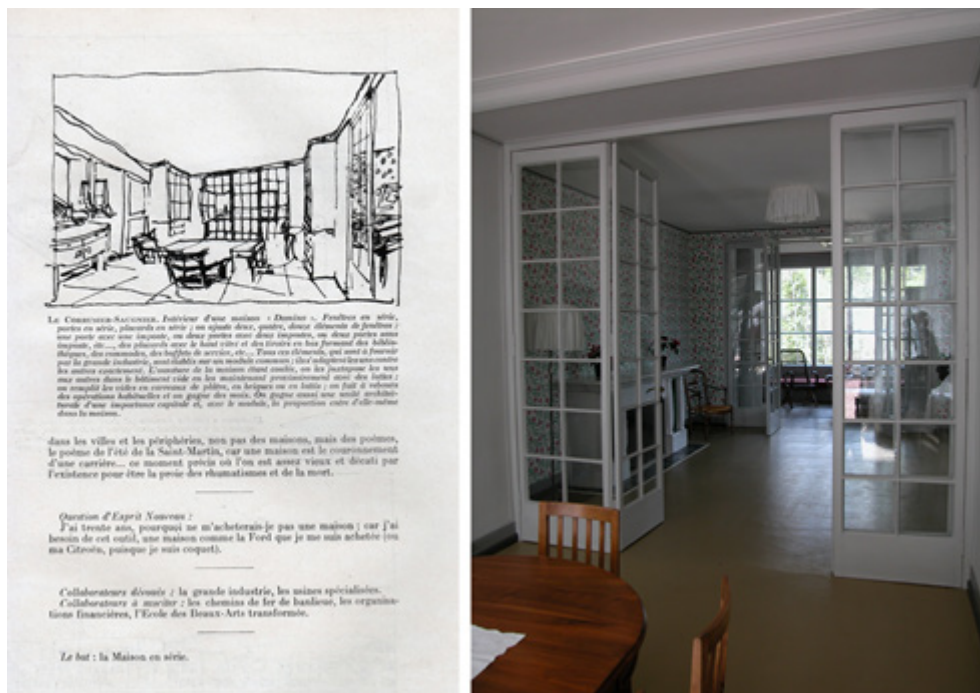 LE CORBUSIER-SAUGNIER. Intérieur d'une maison « Domino ». Fenêtres en série,
portes en série, placards en série ; on ajoute deux, quatre, douze éléments de fenêtres ;
une porte avec une imposte, ou deux portes avec deux impostes, ou deux portes sans
imposte, etc..., des placards avec le haut vitré et des tiroirs en bas formant des biblio-
thèques, des commodes, des buffets de service, etc... Tous ces éléments, qui sont à fournir
par la grande industrie, sont établis sur un module commun ; ils s'adaptent les uns contre
les autres exactement. L'ossature de la maison étant coulée, on les juxtapose les uns
aux autres dans le bâtiment vide en les maintenant provisoirement avec des lattes ;
on remplit les vides en carreaux de plâtre, en briques ou en lattis ; on fait à rebours
des opérations habituelles et on gagne des mois. On gagne aussi une unité architec-
turale d'une importance capitale et, avec le module, la proportion entre d'elle-même
dans la maison.
dans les villes et les périphéries, non pas des maisons, mais des poèmes,
le poème de l'été de la Saint-Martin, car une maison est le couronnement
d'une carrière... ce moment précis où l'on est assez vieux et décati par
l'existence pour être la proie des rhumatismes et de la mort.
Question d'Esprit Nouveau :
J'ai trente ans, pourquoi ne m'achèterais-je pas une maison ; car j'ai
besoin de cet outil, une maison comme la Ford que je me suis achetée (ou
ma Citroën, puisque je suis coquet).
Collaborateurs dévoués : la grande industrie, les usines spécialisées.
Collaborateurs à susciter : les chemins de fer de banlieue, les organisa-
tions financières, l'Ecole des Beaux-Arts transformée.
Le but : la Maison en série.